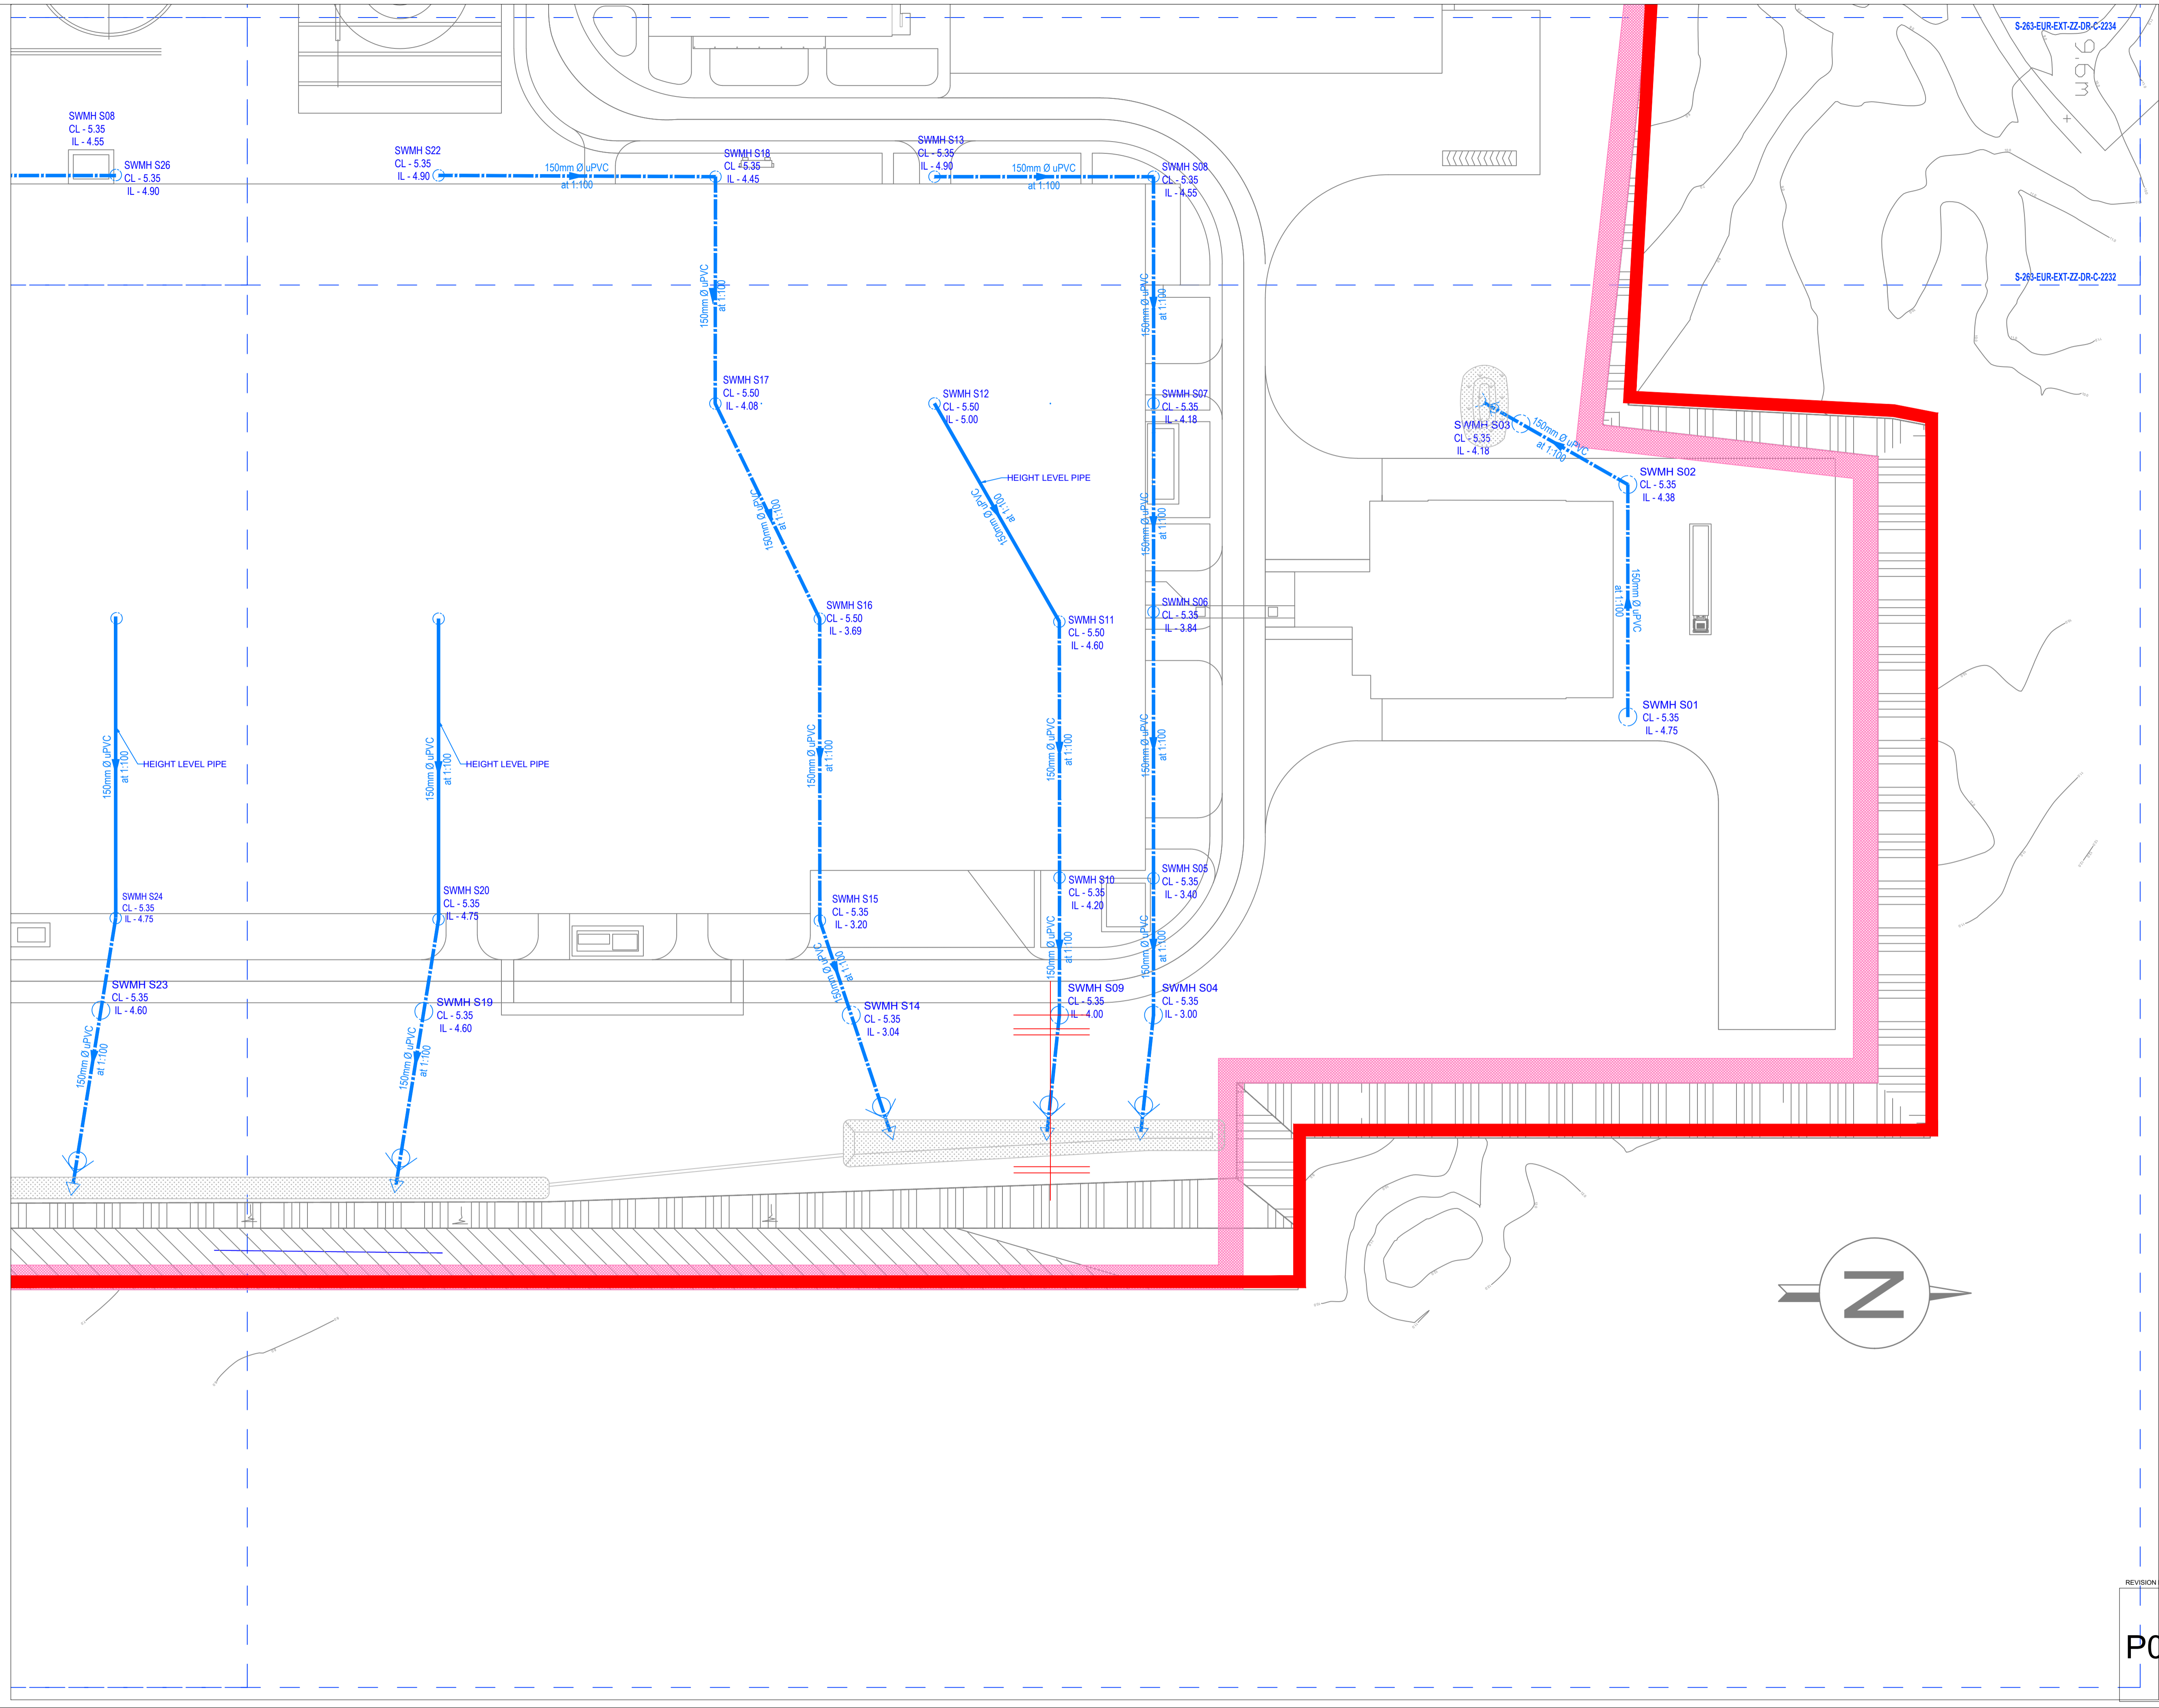 S-263-EUR-EXT-ZZ-DR-C-2234
SWMH S08
CL - 5.35
IL - 4.55
SWMH S26
CL - 5.35
IL - 4.90
SWMH S22
CL - 5.35
IL - 4.90
150mm Ø uPVC
at 1:100
SWMH S18
CL - 5.35
IL - 4.45
SWMH S13
CL - 5.35
IL - 4.90
150mm Ø uPVC
at 1:100
SWMH S08
CL - 5.35
IL - 4.55
S-263-EUR-EXT-ZZ-DR-C-2232
150mm Ø uPVC
at 1:100
150mm Ø uPVC
at 1:100
SWMH S17
CL - 5.50
IL - 4.08
SWMH S12
CL - 5.50
IL - 5.00
SWMH S07
CL - 5.35
IL - 4.18
SWMH S03
CL - 5.35
IL - 4.18
150mm Ø uPVC
at 1:100
SWMH S02
CL - 5.35
IL - 4.38
HEIGHT LEVEL PIPE
150mm Ø uPVC
at 1:100
150mm Ø uPVC
at 1:100
150mm Ø uPVC
at 1:100
SWMH S16
CL - 5.50
IL - 3.69
SWMH S11
CL - 5.50
IL - 4.60
SWMH S06
CL - 5.35
IL - 3.84
150mm Ø uPVC
at 1:100
SWMH S01
CL - 5.35
IL - 4.75
150mm Ø uPVC
at 1:100
HEIGHT LEVEL PIPE
150mm Ø uPVC
at 1:100
HEIGHT LEVEL PIPE
150mm Ø uPVC
at 1:100
150mm Ø uPVC
at 1:100
150mm Ø uPVC
at 1:100
SWMH S24
CL - 5.35
IL - 4.75
SWMH S20
CL - 5.35
IL - 4.75
SWMH S15
CL - 5.35
IL - 3.20
SWMH S10
CL - 5.35
IL - 4.20
SWMH S05
CL - 5.35
IL - 3.40
150mm Ø uPVC
at 1:100
150mm Ø uPVC
at 1:100
150mm Ø uPVC
at 1:100
SWMH S23
CL - 5.35
IL - 4.60
SWMH S19
CL - 5.35
IL - 4.60
SWMH S14
CL - 5.35
IL - 3.04
SWMH S09
CL - 5.35
IL - 4.00
SWMH S04
CL - 5.35
IL - 3.00
150mm Ø uPVC
at 1:100
150mm Ø uPVC
at 1:100
N
REVISION
P0